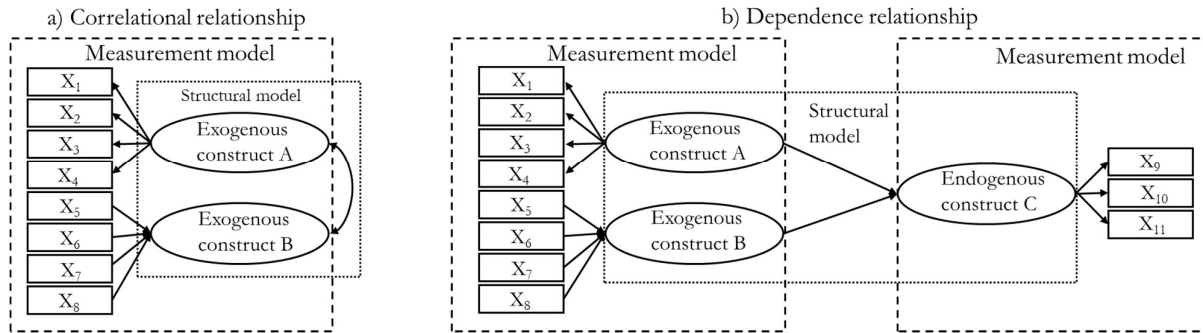 a) Correlational relationship
Measurement model
X1
X2
X3
X4
X5
X6
X7
X8
Structural model
Exogenous
construct A
Exogenous
construct B
b) Dependence relationship
Measurement model
X1
X2
X3
X4
X5
X6
X7
X8
Exogenous
construct A
Exogenous
construct B
Structural
model
Measurement model
Endogenous
construct C
X9
X10
X11